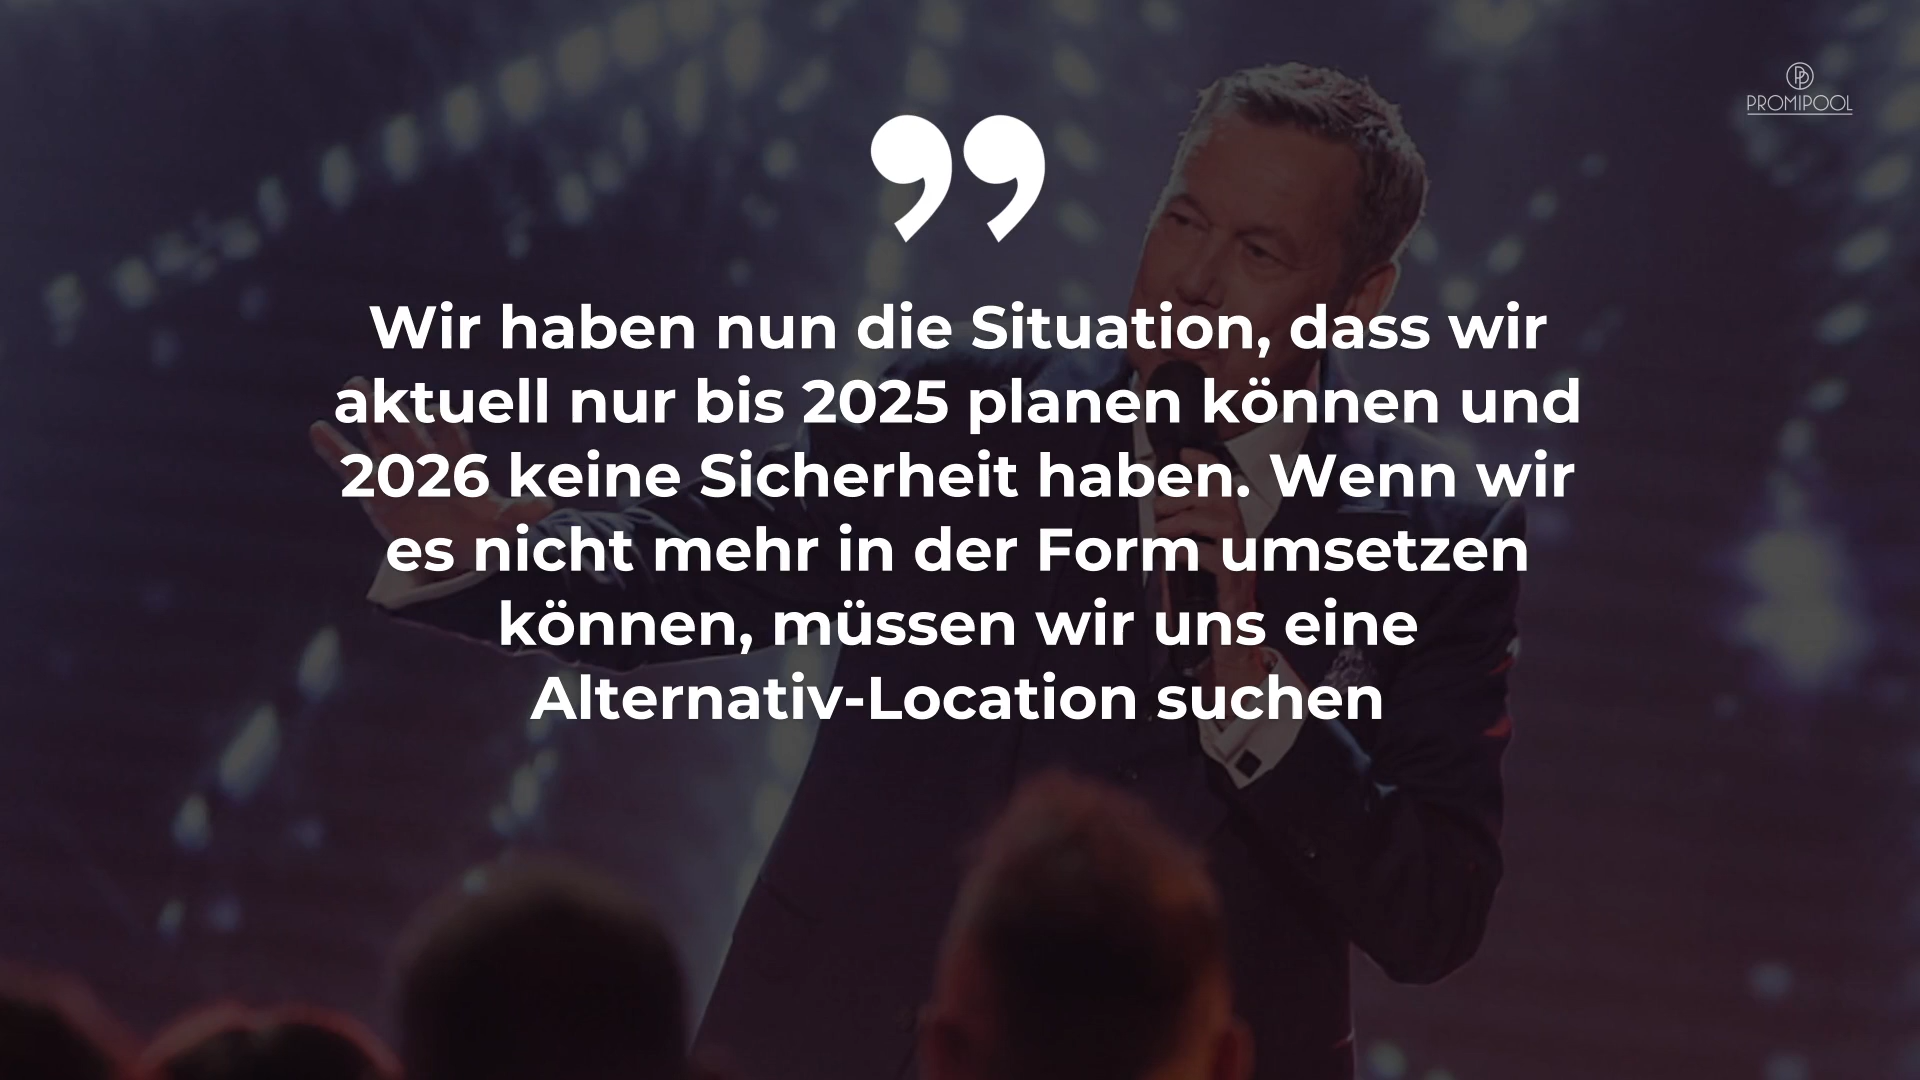 PROMIPOOL
”
Wir haben nun die Situation, dass wir
aktuell nur bis 2025 planen können und
2026 keine Sicherheit haben. Wenn wir
es nicht mehr in der Form umsetzen
können, müssen wir uns eine
Alternativ-Location suchen